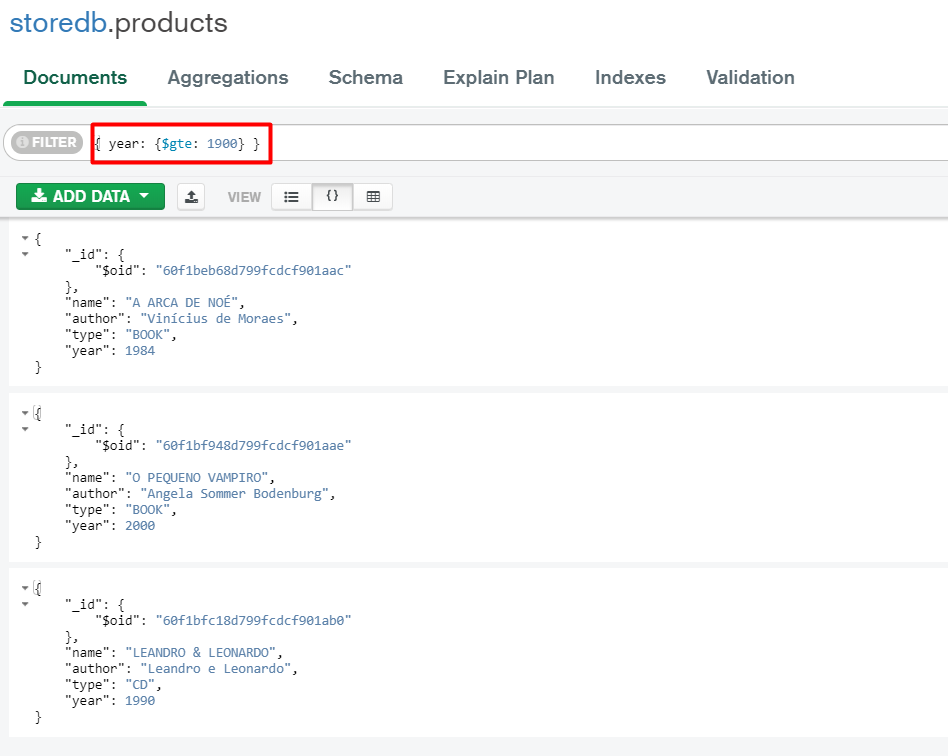 storedb.products
Documents Aggregations Schema Explain Plan Indexes Validation
FILTER { year: {$gte: 1900} }
ADD DATA VIEW {}
{
"_id": {
"$oid": "60f1beb68d799fcdcf901aac"
},
"name": "A ARCA DE NOÉ",
"author": "Vinícius de Moraes",
"type": "BOOK",
"year": 1984
}
{
"_id": {
"$oid": "60f1bf948d799fcdcf901aae"
},
"name": "O PEQUENO VAMPIRO",
"author": "Angela Sommer Bodenburg",
"type": "BOOK",
"year": 2000
}
{
"_id": {
"$oid": "60f1bfc18d799fcdcf901ab0"
},
"name": "LEANDRO & LEONARDO",
"author": "Leandro e Leonardo",
"type": "CD",
"year": 1990
}